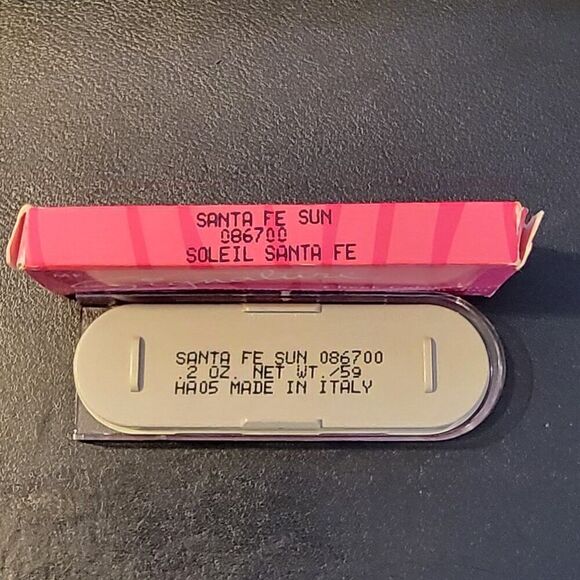 SANTA FE SUN
086700
SOLEIL SANTA FE
SANTA FE SUN 086700
.2 OZ. NET WT./5g
HA05 MADE IN ITALY